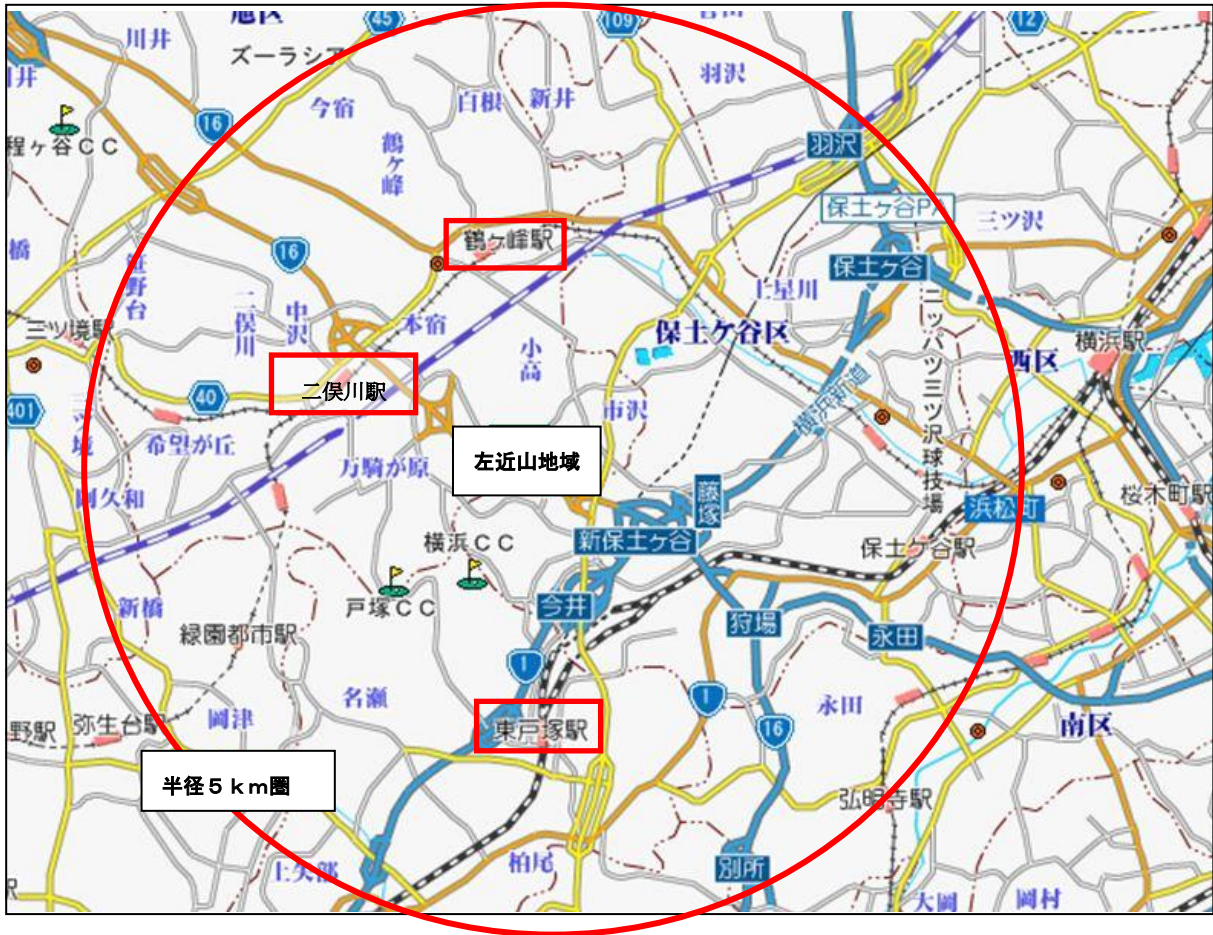 旭区
45
109
12
川井
ズーラシア
羽沢
今宿
白根
新井
16
程ヶ谷CC
鶴ヶ峰
羽沢
保土ヶ谷PA
三ツ沢
鶴ヶ峰駅
16
保土ヶ谷
笹野台
上星川
二俣川
中沢
本宿
保土ケ谷区
三ツ境駅
小高
横浜駅
西区
ニッパツ三ツ沢球技場
二俣川駅
横浜新道
40
401
三ツ境
市沢
希望が丘
万騎が原
左近山地域
阿久和
藤塚
浜松町
桜木町駅
横浜CC
新保土ヶ谷
保土ヶ谷駅
戸塚CC
今井
新橋
緑園都市駅
狩場
永田
1
名瀬
1
岡津
永田
野駅
弥生台駅
東戸塚駅
16
南区
半径5km圏
弘明寺駅
上矢部
柏尾
別所
大岡
岡村